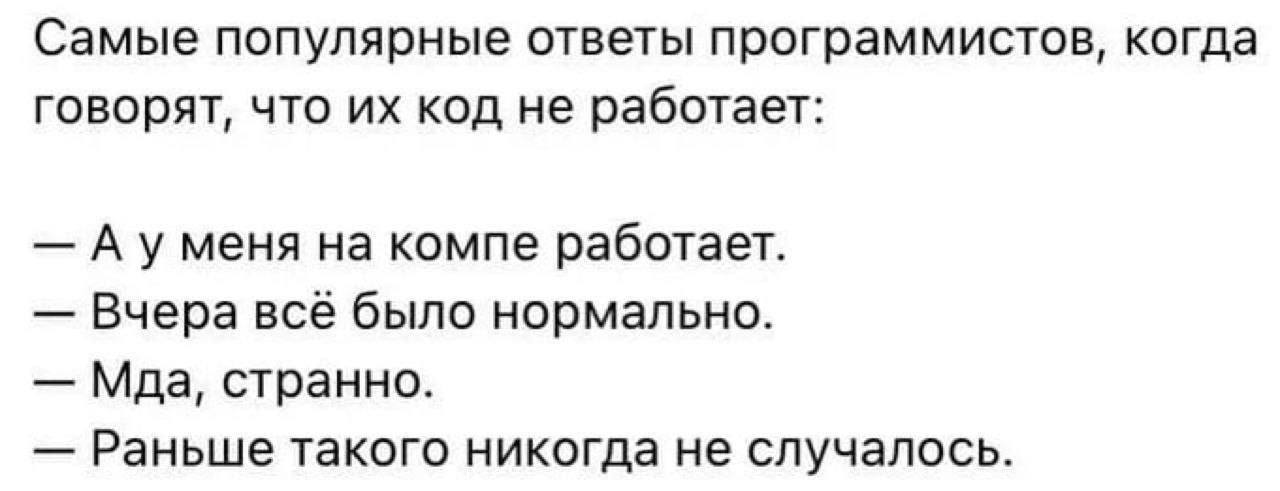 Самые популярные ответы программистов, когда
говорят, что их код не работает:
— А у меня на компе работает.
— Вчера всё было нормально.
— Мда, странно.
— Раньше такого никогда не случалось.